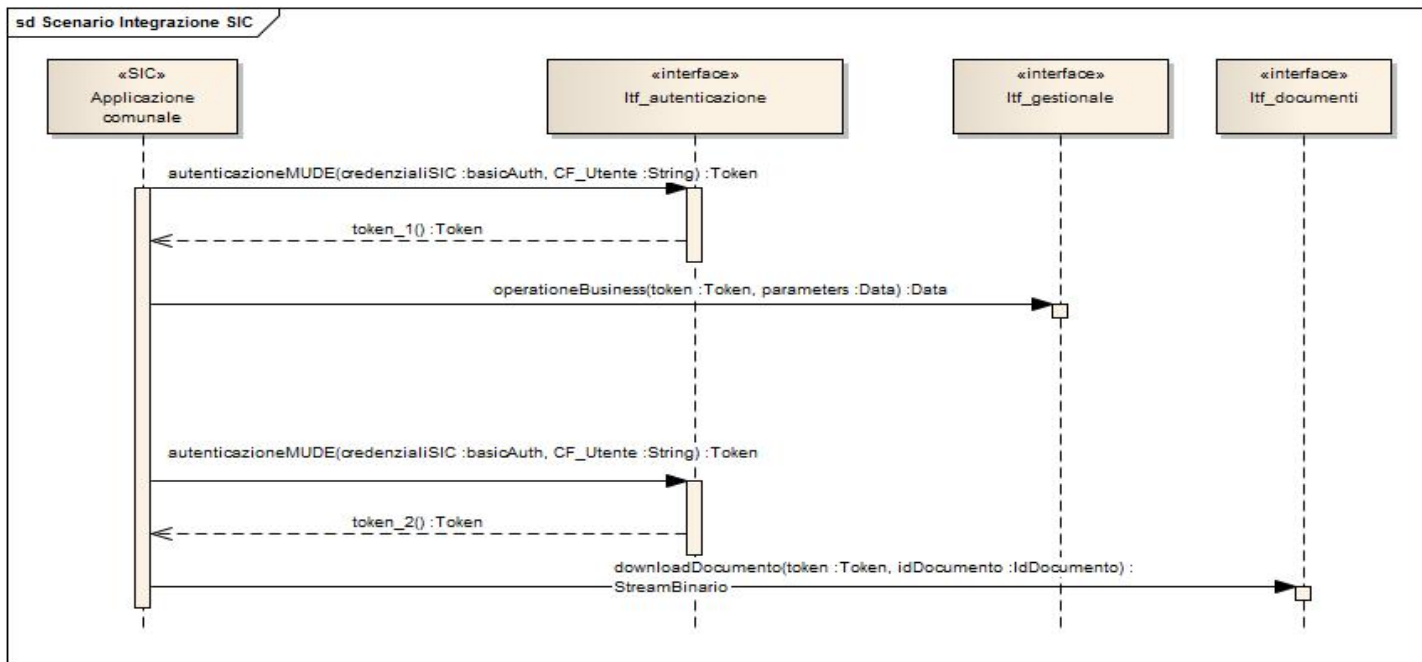 sd Scenario Integrazione SIC
«SIC»
Applicazione
comunale
«interface»
Itf_autenticazione
«interface»
Itf_gestionale
«interface»
Itf_documenti
autenticazioneMUDE(credenzialiSIC :basicAuth, CF_Utente :String) :Token
token_1() :Token
operationeBusiness(token :Token, parameters :Data) :Data
autenticazioneMUDE(credenzialiSIC :basicAuth, CF_Utente :String) :Token
token_2() :Token
downloadDocumento(token :Token, idDocumento :IdDocumento) :
StreamBinario